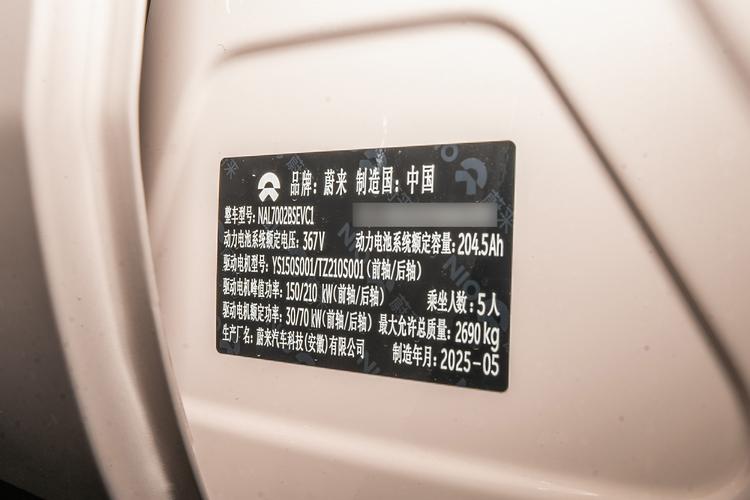 品牌：蔚来 制造国：中国
整车型号：NAL7002BSEVC1
动力电池系统额定电压：367V 动力电池系统额定容量：204.5Ah
驱动电机型号：YS150S001/TZ210S001（前轴/后轴）
驱动电机峰值功率：150/210 kW（前轴/后轴） 乘坐人数：5人
驱动电机额定功率：30/70 kW（前轴/后轴） 最大允许总质量：2690kg
生产厂名：蔚来汽车科技（安徽）有限公司 制造年月：2025-05